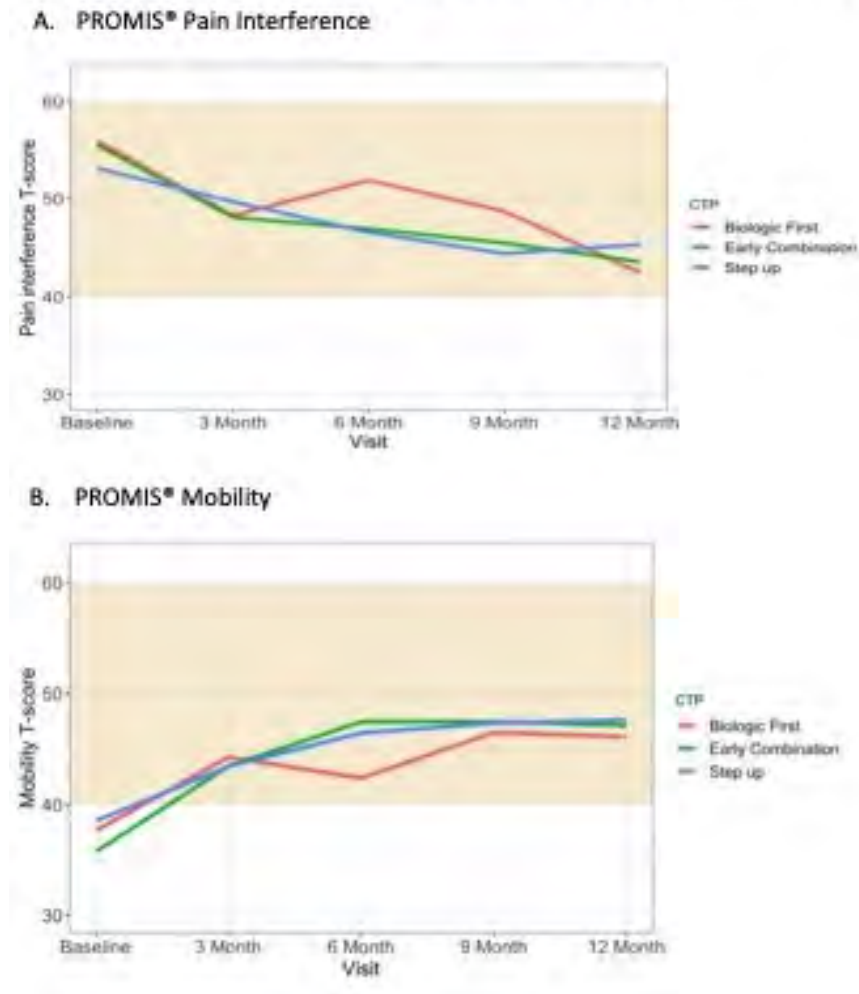 A. PROMIS® Pain Interference
60
50
40
30
Pain interference T-score
Baseline 3 Month 6 Month 9 Month 12 Month
Visit
CTP
Biologic First
Early Combination
Step up
B. PROMIS® Mobility
60
50
40
30
Mobility T-score
Baseline 3 Month 6 Month 9 Month 12 Month
Visit
CTP
Biologic First
Early Combination
Step up